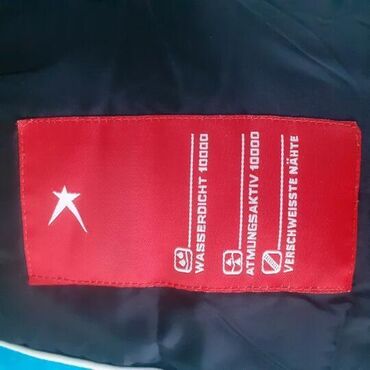 WASSERDICHT 10000
ATMUNGSAKTIV 10000
VERSCHWEISSTE NÄHTE